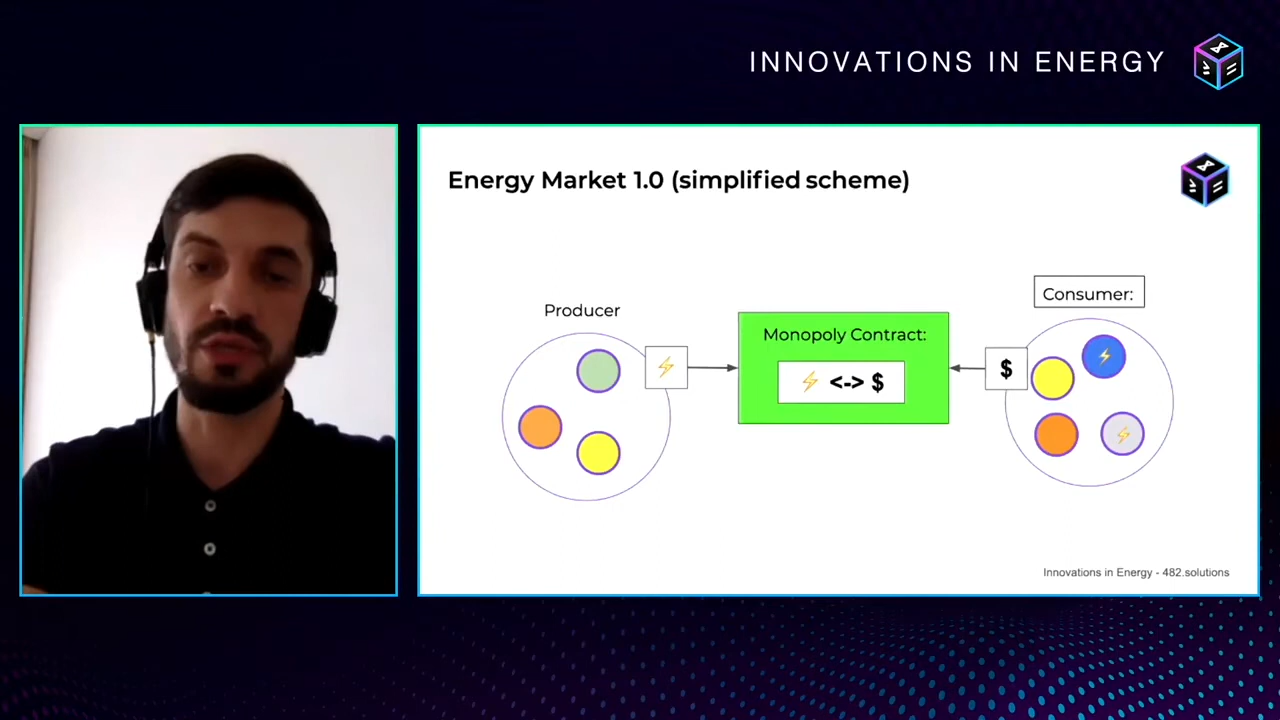 INNOVATIONS IN ENERGY
Energy Market 1.0 (simplified scheme)
Producer
Monopoly Contract:
⚡ <-> $
$
Consumer:
Innovations in Energy - 482.solutions